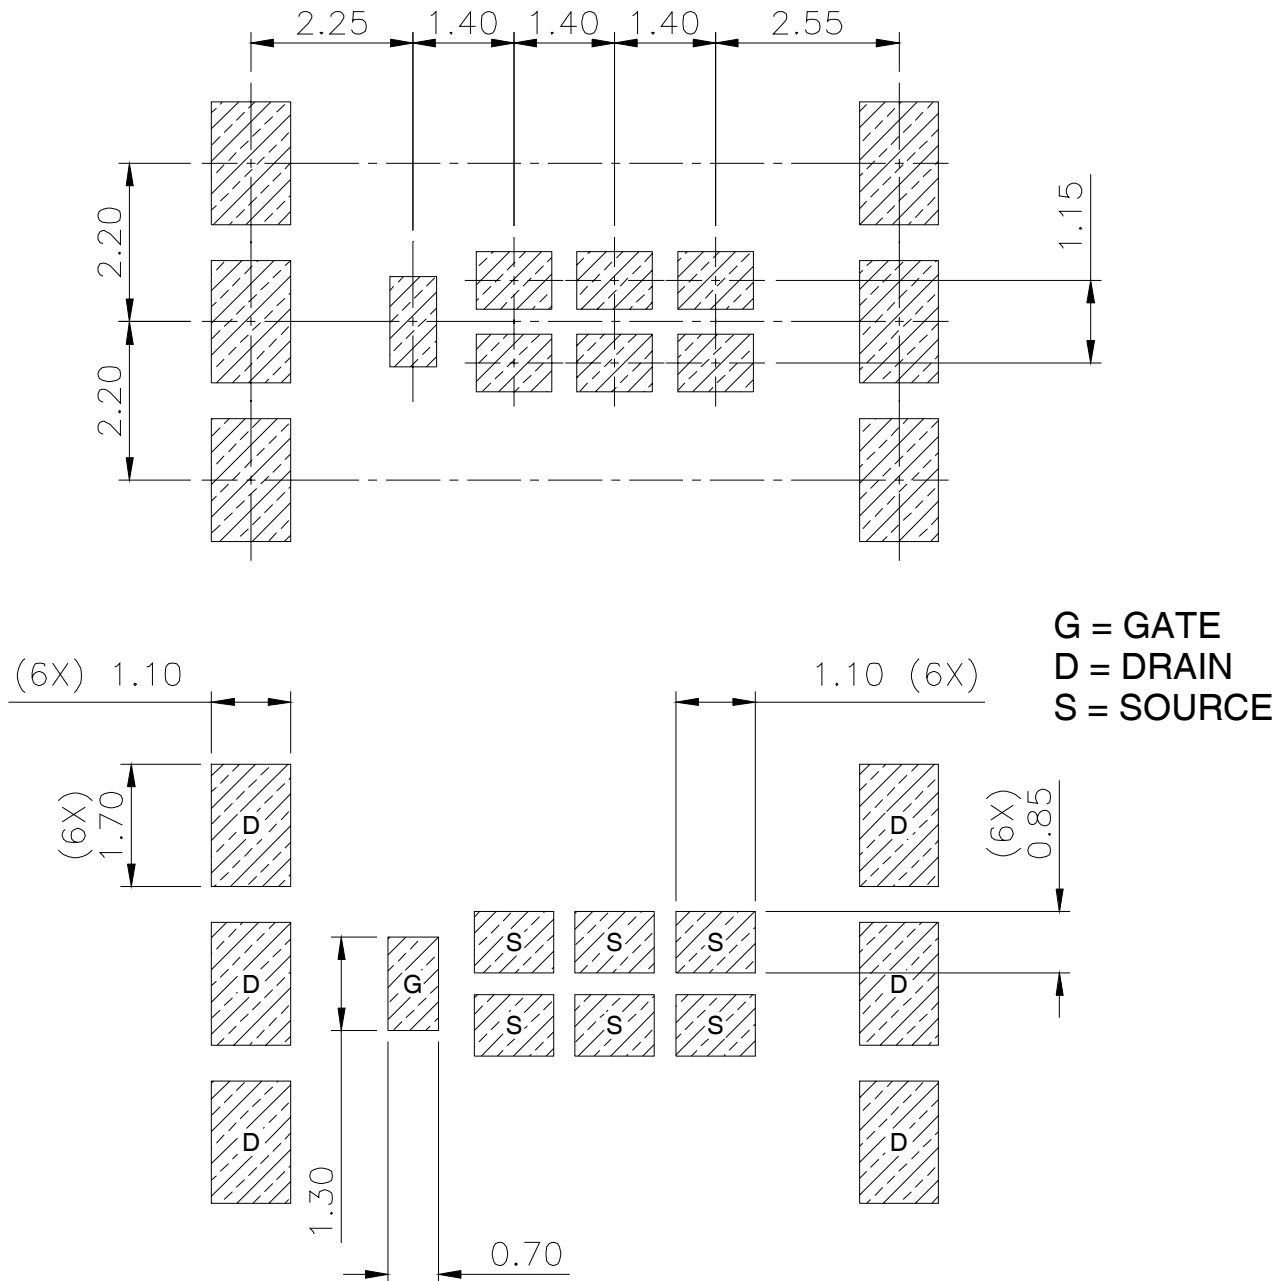 2.25 1.40 1.40 1.40 2.55
2.20
1.15
2.20
G = GATE
D = DRAIN
S = SOURCE
(6X) 1.10
1.10 (6X)
(6X)
1.70
(6X)
0.85
D
D
S S S
D
G
D
S S S
D
D
1.30
0.70